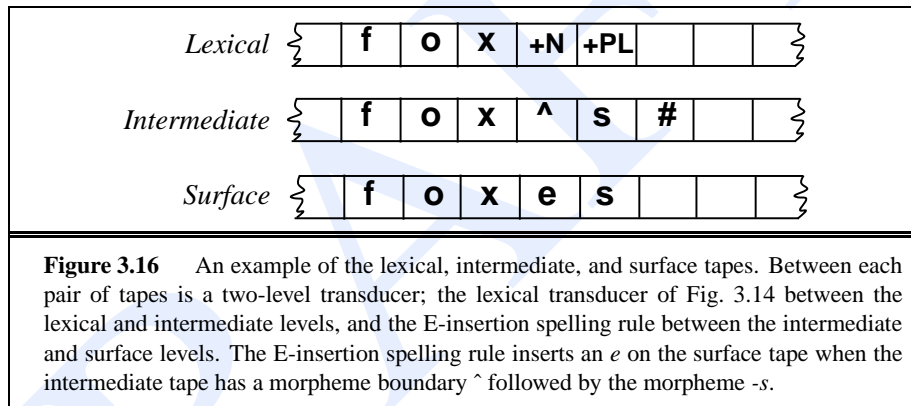 Lexical f o x +N +PL
Intermediate f o x ^ s #
Surface f o x e s
Figure 3.16 An example of the lexical, intermediate, and surface tapes. Between each
pair of tapes is a two-level transducer; the lexical transducer of Fig. 3.14 between the
lexical and intermediate levels, and the E-insertion spelling rule between the intermediate
and surface levels. The E-insertion spelling rule inserts an e on the surface tape when the
intermediate tape has a morpheme boundary ˆ followed by the morpheme -s.